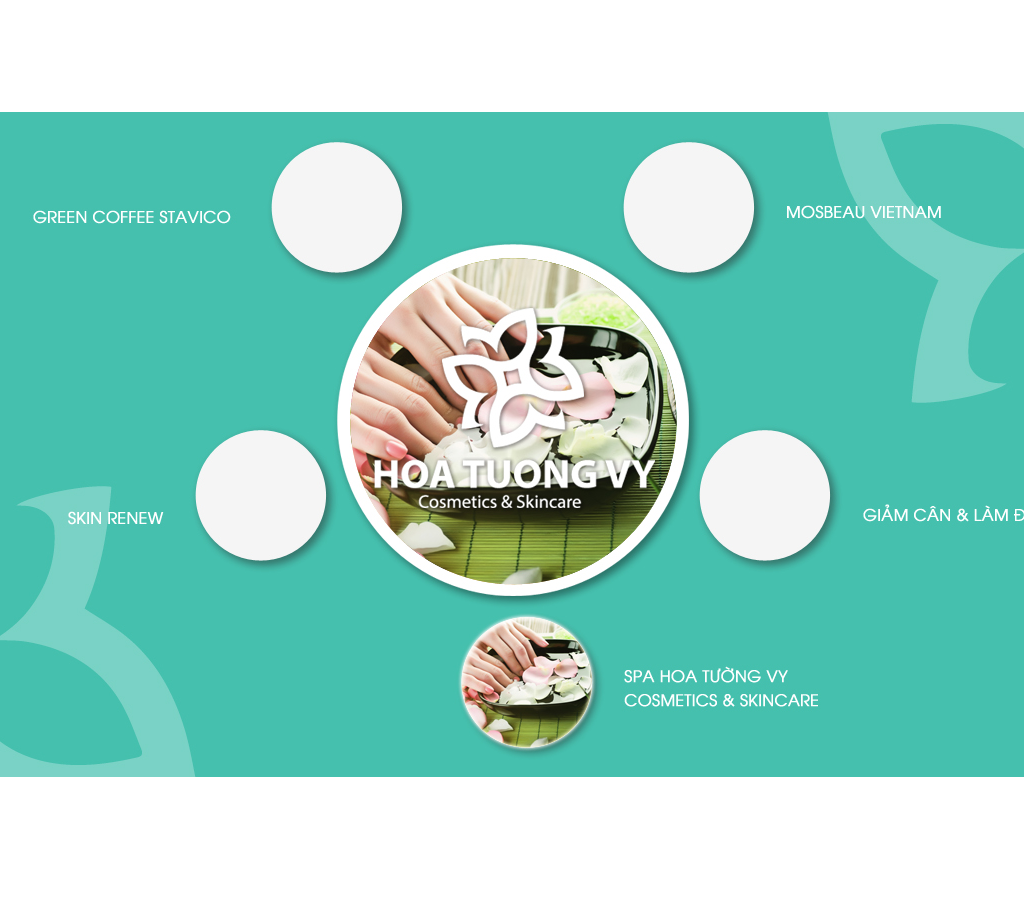 GREEN COFFEE STAVICO
MOSBEAU VIETNAM
HOA TUONG VY
Cosmetics & Skincare
SKIN RENEW
GIẢM CÂN & LÀM Đ
SPA HOA TƯỜNG VY
COSMETICS & SKINCARE